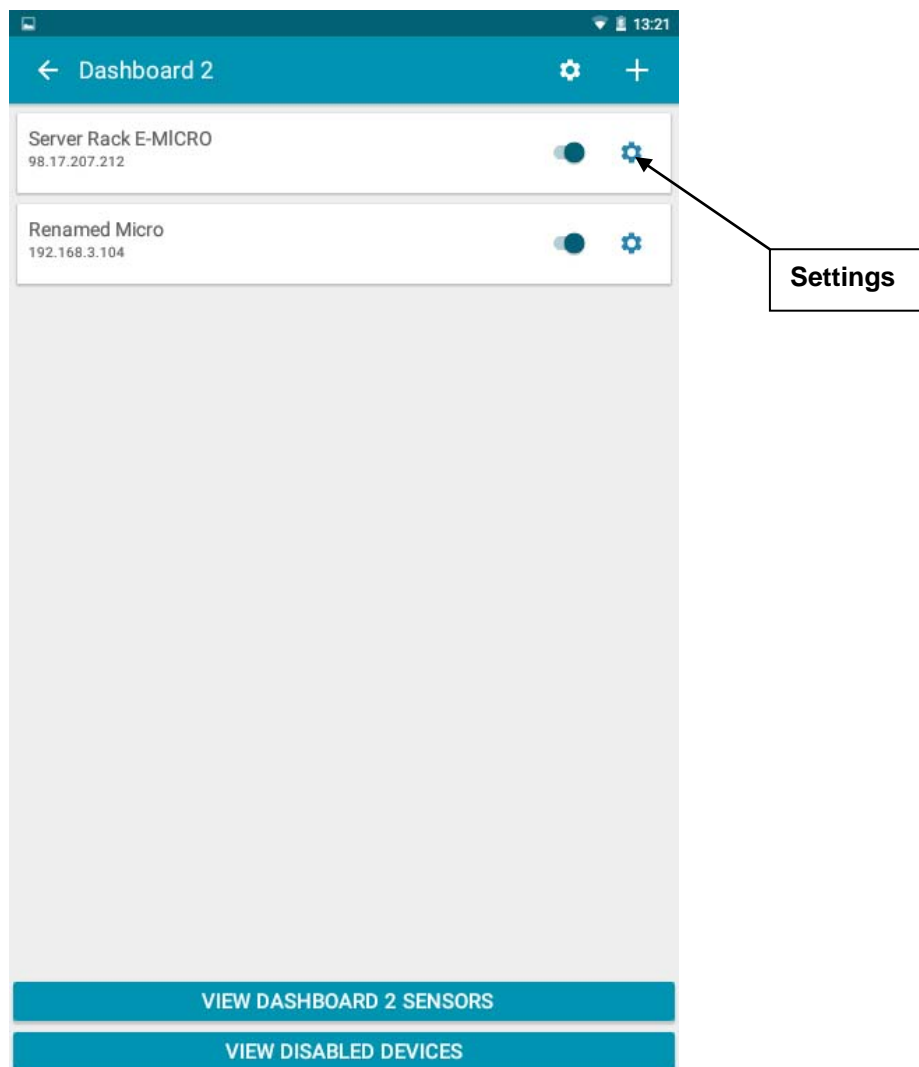 13:21
Dashboard 2
Server Rack E-MICRO
98.17.207.212
Renamed Micro
192.168.3.104
Settings
VIEW DASHBOARD 2 SENSORS
VIEW DISABLED DEVICES